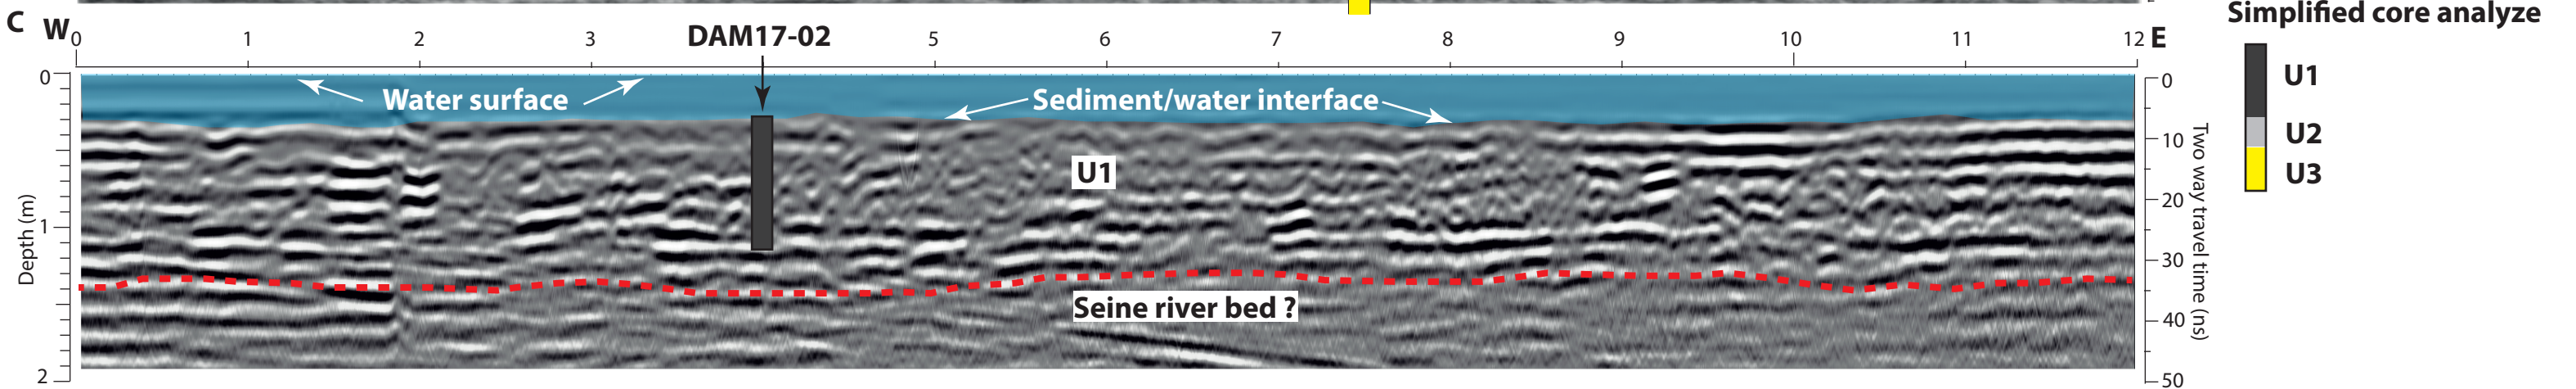 C W 0 1 2 3 DAM17-02 5 6 7 8 9 10 11 12 E
Simplified core analyze
U1
U2
U3
0
1
2
Depth (m)
Water surface
Sediment/water interface
U1
Seine river bed ?
0
10
20
30
40
50
Two way travel time (ns)